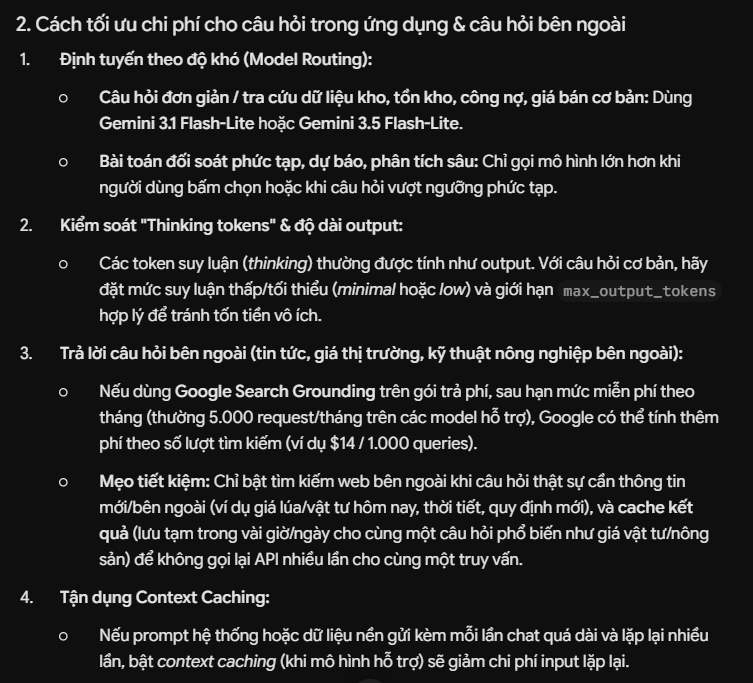 2. Cách tối ưu chi phí cho câu hỏi trong ứng dụng & câu hỏi bên ngoài
1. Định tuyến theo độ khó (Model Routing):
Câu hỏi đơn giản / tra cứu dữ liệu kho, tồn kho, công nợ, giá bán cơ bản: Dùng
Gemini 3.1 Flash-Lite hoặc Gemini 3.5 Flash-Lite.
Bài toán đối soát phức tạp, dự báo, phân tích sâu: Chỉ gọi mô hình lớn hơn khi
người dùng bấm chọn hoặc khi câu hỏi vượt ngưỡng phức tạp.
2. Kiểm soát "Thinking tokens" & độ dài output:
Các token suy luận (thinking) thường được tính như output. Với câu hỏi cơ bản, hãy
đặt mức suy luận thấp/tối thiểu (minimal hoặc low) và giới hạn max_output_tokens
hợp lý để tránh tốn tiền vô ích.
3. Trả lời câu hỏi bên ngoài (tin tức, giá thị trường, kỹ thuật nông nghiệp bên ngoài):
Nếu dùng Google Search Grounding trên gói trả phí, sau hạn mức miễn phí theo
tháng (thường 5.000 request/tháng trên các model hỗ trợ), Google có thể tính thêm
phí theo số lượt tìm kiếm (ví dụ $14 / 1.000 queries).
Mẹo tiết kiệm: Chỉ bật tìm kiếm web bên ngoài khi câu hỏi thật sự cần thông tin
mới/bên ngoài (ví dụ giá lúa/vật tư hôm nay, thời tiết, quy định mới), và cache kết
quả (lưu tạm trong vài giờ/ngày cho cùng một câu hỏi phổ biến như giá vật tư/nông
sản) để không gọi lại API nhiều lần cho cùng một truy vấn.
4. Tận dụng Context Caching:
Nếu prompt hệ thống hoặc dữ liệu nền gửi kèm mỗi lần chat quá dài và lặp lại nhiều
lần, bật context caching (khi mô hình hỗ trợ) sẽ giảm chi phí input lặp lại.